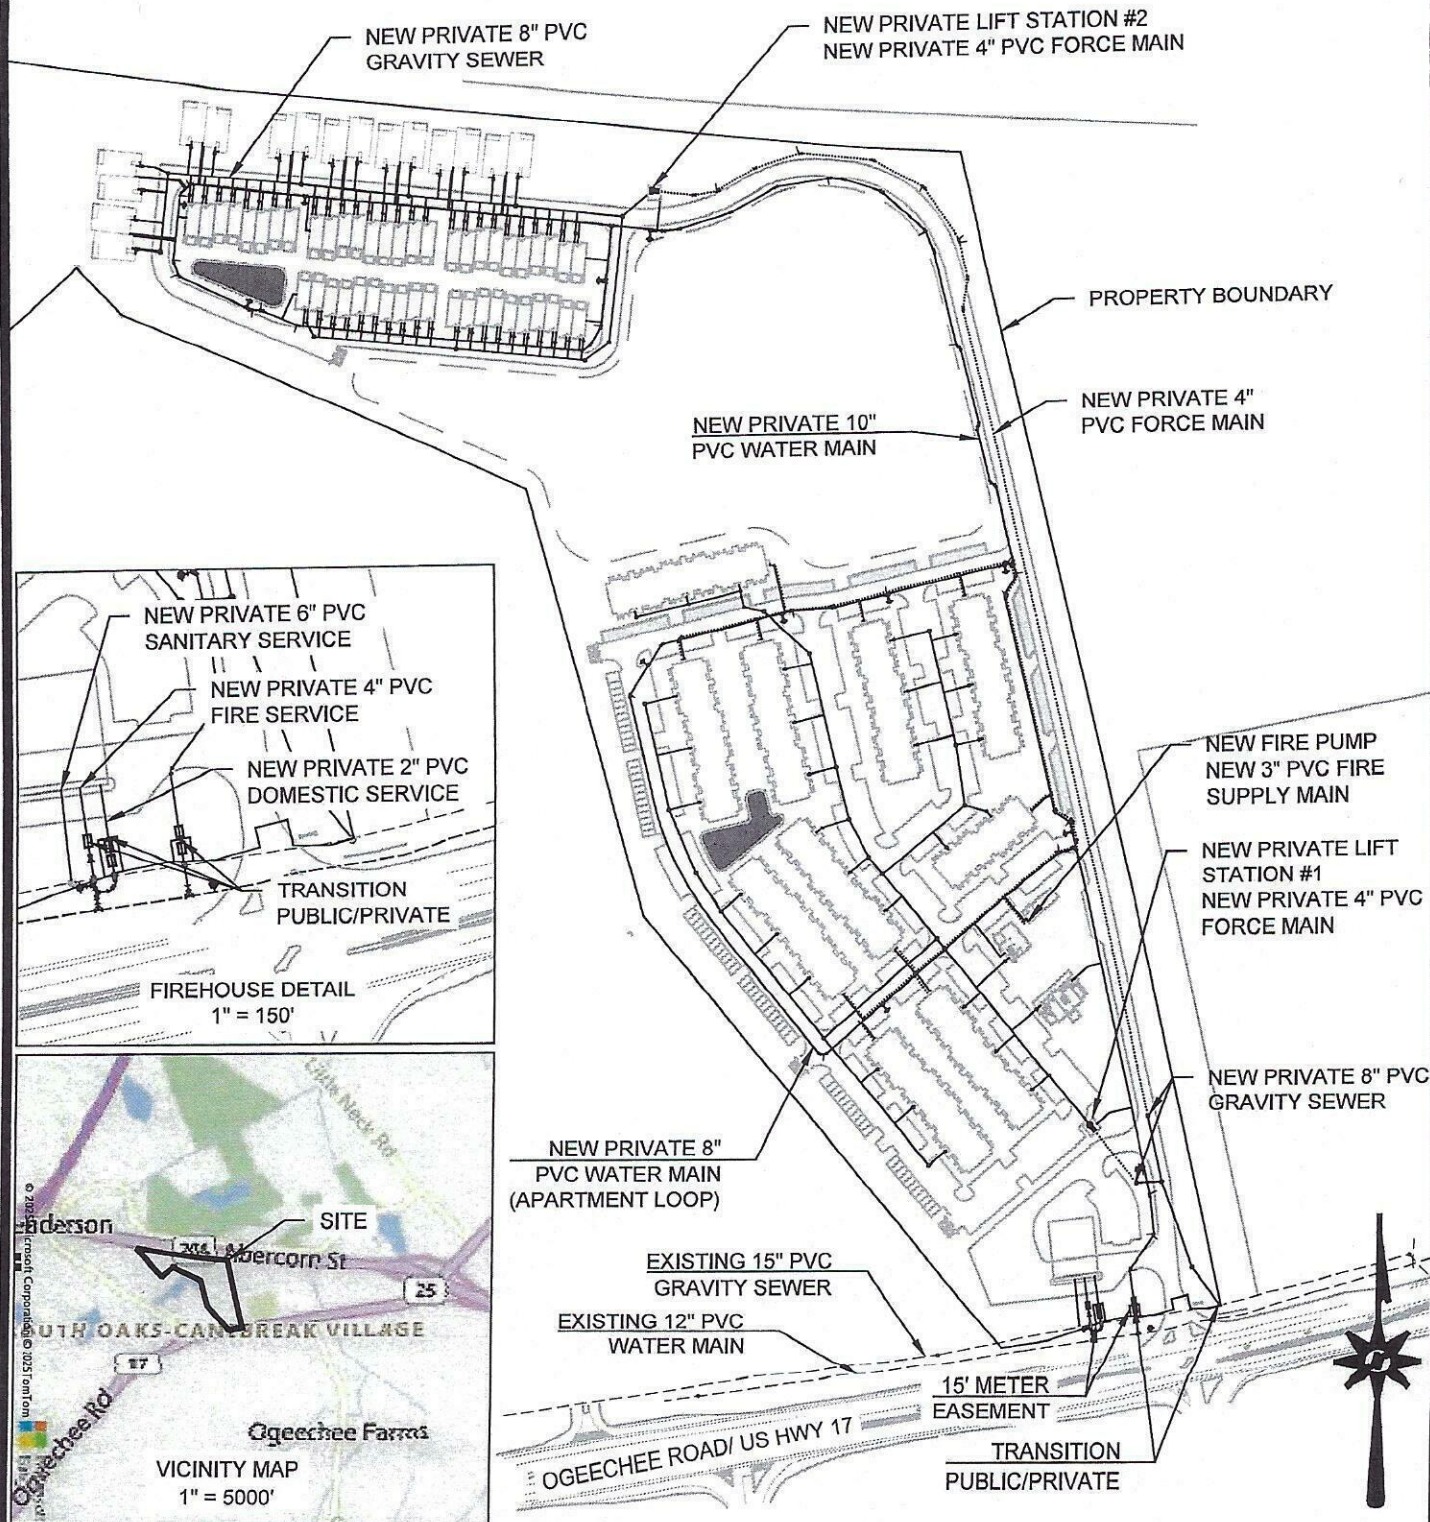 NEW PRIVATE 8" PVC
GRAVITY SEWER
NEW PRIVATE LIFT STATION #2
NEW PRIVATE 4" PVC FORCE MAIN
PROPERTY BOUNDARY
NEW PRIVATE 10"
PVC WATER MAIN
NEW PRIVATE 4"
PVC FORCE MAIN
NEW PRIVATE 6" PVC
SANITARY SERVICE
NEW PRIVATE 4" PVC
FIRE SERVICE
NEW PRIVATE 2" PVC
DOMESTIC SERVICE
TRANSITION
PUBLIC/PRIVATE
FIREHOUSE DETAIL
1" = 150'
NEW FIRE PUMP
NEW 3" PVC FIRE
SUPPLY MAIN
NEW PRIVATE LIFT
STATION #1
NEW PRIVATE 4" PVC
FORCE MAIN
NEW PRIVATE 8" PVC
GRAVITY SEWER
NEW PRIVATE 8"
PVC WATER MAIN
(APARTMENT LOOP)
EXISTING 15" PVC
GRAVITY SEWER
EXISTING 12" PVC
WATER MAIN
15' METER
EASEMENT
OGEECHEE ROAD/ US HWY 17
TRANSITION
PUBLIC/PRIVATE
Little Neck Rd
SITE
Abercorn St
25
17
Ogeechee Rd
Ogeechee Farms
VICINITY MAP
1" = 5000'